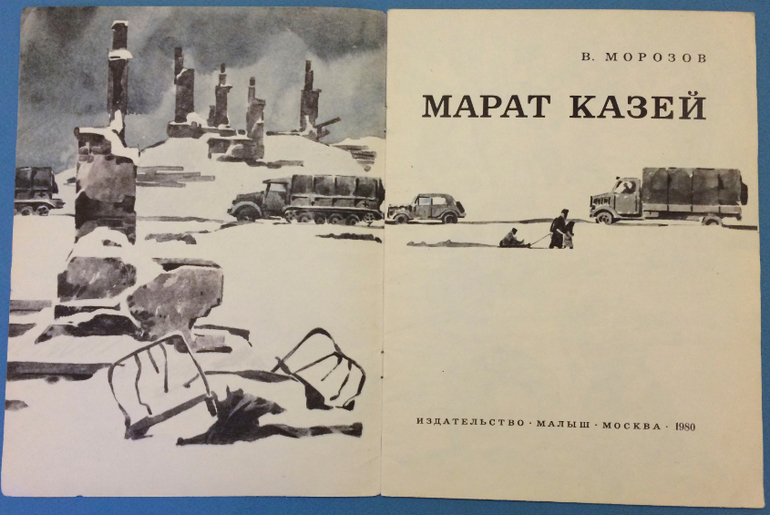 В. МОРОЗОВ
МАРАТ КАЗЕЙ
ИЗДАТЕЛЬСТВО · МАЛЫШ · МОСКВА · 1980